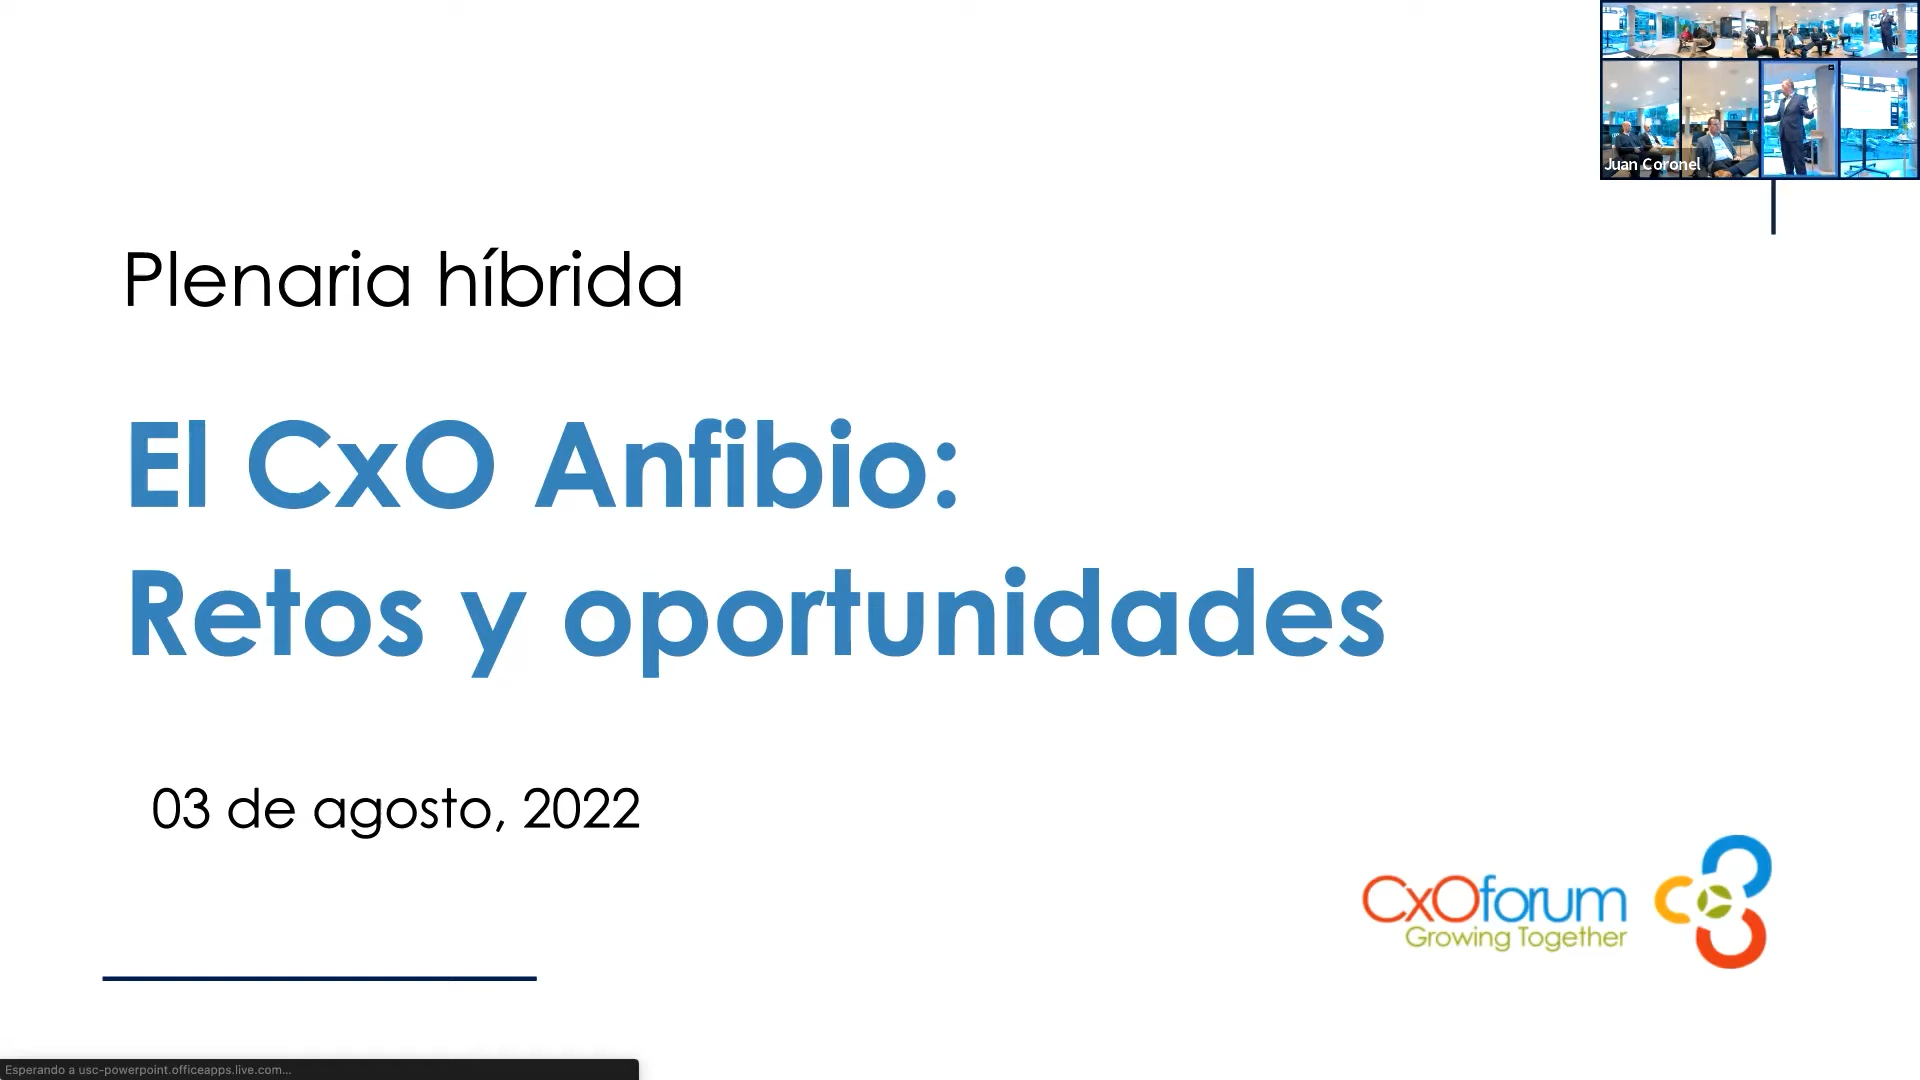 Juan Coronel
Plenaria híbrida
El CxO Anfibio:
Retos y oportunidades
03 de agosto, 2022
CxOforum
Growing Together
Esperando a usc-powerpoint.officeapps.live.com...